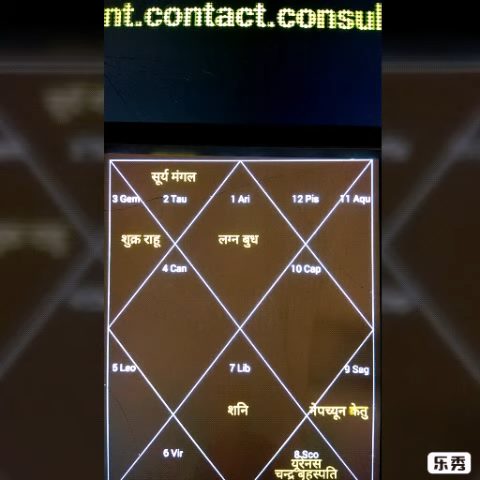 nt.contact.consul
सूर्य मंगल
3 Gem 2 Tau 1 Ari 12 Pis 11 Aqu
शुक्र राहू लग्न बुध
4 Can 10 Cap
5 Leo 7 Lib 9 Sag
शनि नेपच्यून केतु
6 Vir 8 Sco
यूरेनस
चन्द्र बृहस्पति
乐秀